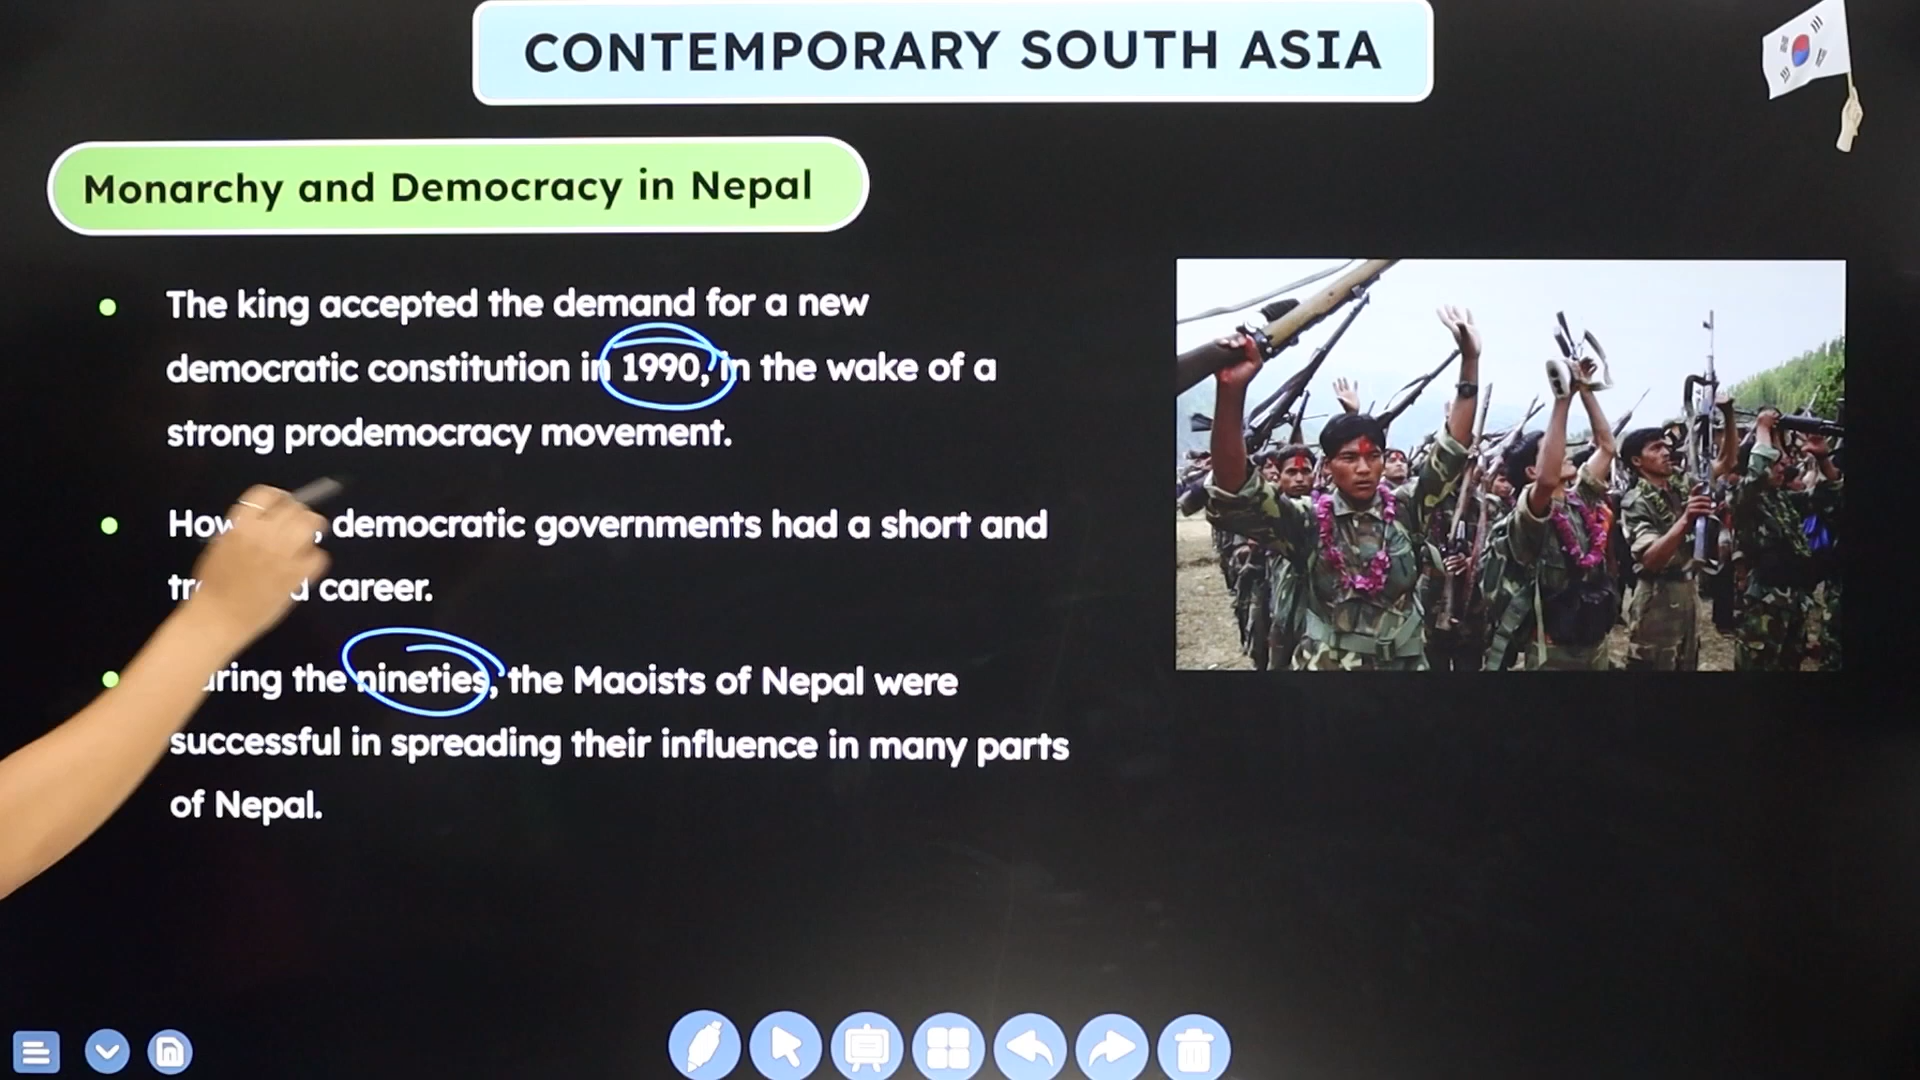 CONTEMPORARY SOUTH ASIA
Monarchy and Democracy in Nepal
The king accepted the demand for a new
democratic constitution in 1990, in the wake of a
strong prodemocracy movement.
democratic governments had a short and
career.
the nineties, the Maoists of Nepal were
successful in spreading their influence in many parts
of Nepal.